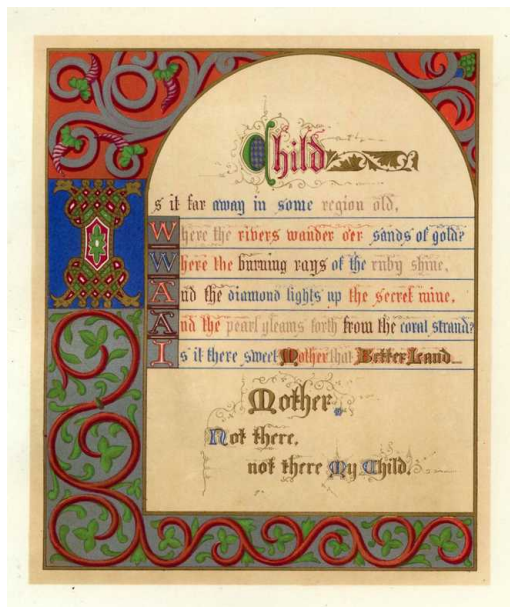 Child
Is it far away in some region old,
Where the rivers wander o'er sands of gold?
Where the burning rays of the ruby shine,
And the diamond lights up the secret mine,
And the pearl gleams forth from the coral strand?
Is it there sweet Mother that Better Land
Mother.
Not there,
not there My Child.